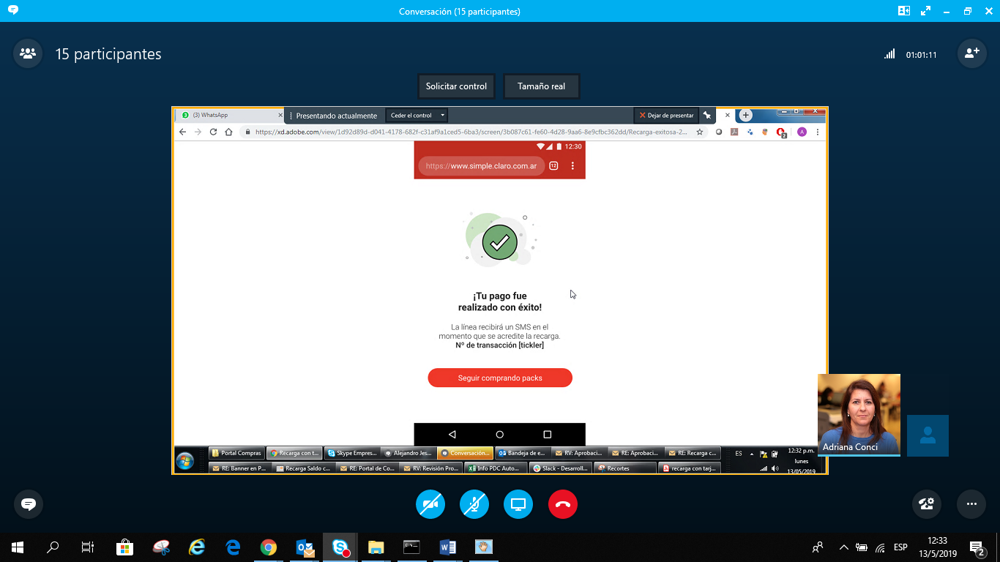 Conversación (15 participantes)
15 participantes
01:01:11
Solicitar control
Tamaño real
(3) WhatsApp
Presentando actualmente
Ceder el control
Dejar de presentar
https://xd.adobe.com/view/1d92d89d-d041-4178-682f-c31af9a1ced5-6ba3/screen/3b087c61-fe60-4d28-9aa6-8e9cfbc362dd/Recarga-exitosa-2...
2
A
12:30
https://www.simple.claro.com.ar
12
¡Tu pago fue
realizado con éxito!
La línea recibirá un SMS en el
momento que se acredite la recarga.
Nº de transacción [tickler]
Seguir comprando packs
Adriana Conci
Portal Compras
Recarga con t...
Skype Empres...
Alejandro Jes...
Conversación...
Bandeja de e...
RV: Aprobaci...
RE: Aprobaci...
RE: Recarga c...
ES
12:32 p.m.
lunes
13/05/2019
RE: Banner en P...
Recarga Saldo c...
RE: Portal de Co...
RV: Revisión Pro...
Info PDC Auto...
Slack - Desarroll...
Recortes
recarga con tarj...
ESP
12:33
13/5/2019
2